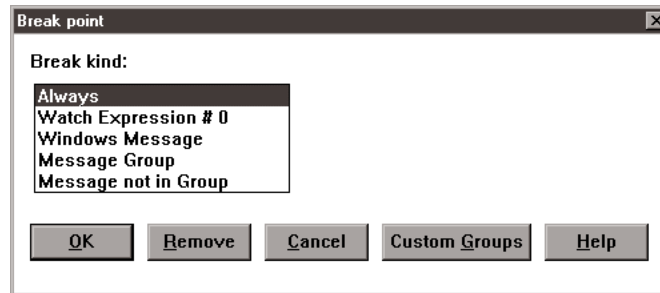 Break point
Break kind:
Always
Watch Expression # 0
Windows Message
Message Group
Message not in Group
OK Remove Cancel Custom Groups Help